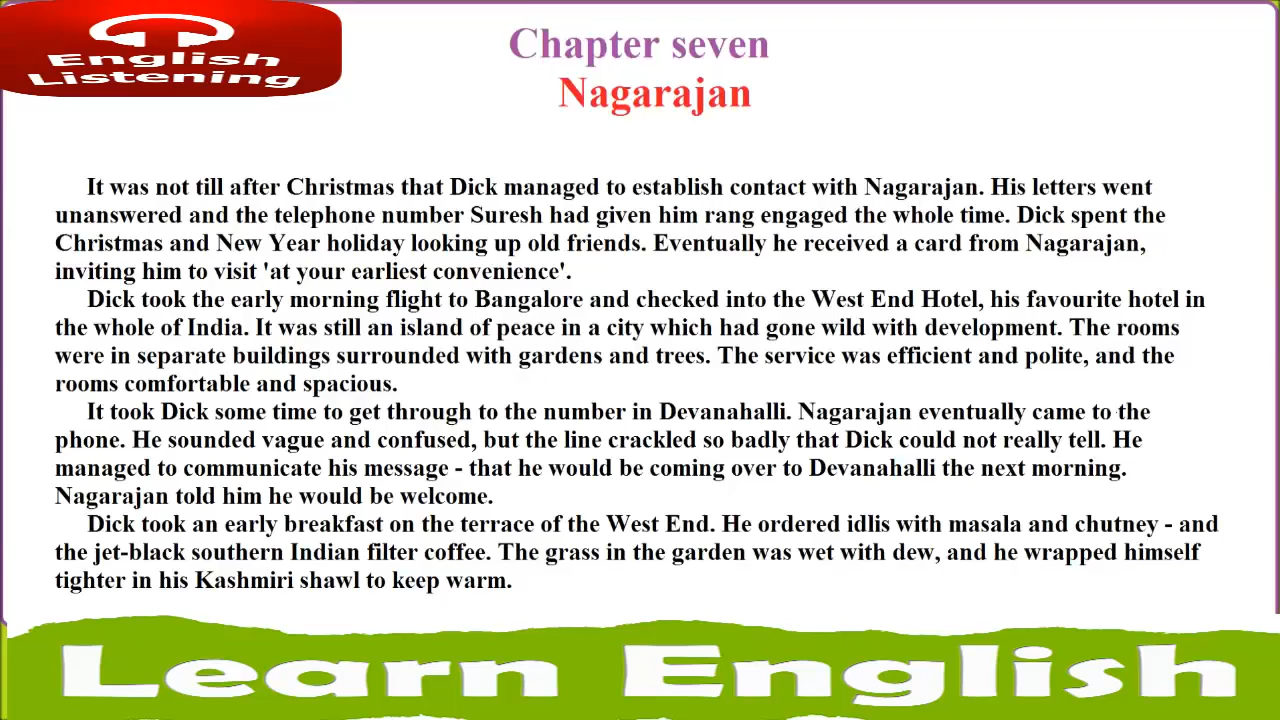 English
Listening
Chapter seven
Nagarajan
It was not till after Christmas that Dick managed to establish contact with Nagarajan. His letters went
unanswered and the telephone number Suresh had given him rang engaged the whole time. Dick spent the
Christmas and New Year holiday looking up old friends. Eventually he received a card from Nagarajan,
inviting him to visit 'at your earliest convenience'.
Dick took the early morning flight to Bangalore and checked into the West End Hotel, his favourite hotel in
the whole of India. It was still an island of peace in a city which had gone wild with development. The rooms
were in separate buildings surrounded with gardens and trees. The service was efficient and polite, and the
rooms comfortable and spacious.
It took Dick some time to get through to the number in Devanahalli. Nagarajan eventually came to the
phone. He sounded vague and confused, but the line crackled so badly that Dick could not really tell. He
managed to communicate his message - that he would be coming over to Devanahalli the next morning.
Nagarajan told him he would be welcome.
Dick took an early breakfast on the terrace of the West End. He ordered idlis with masala and chutney - and
the jet-black southern Indian filter coffee. The grass in the garden was wet with dew, and he wrapped himself
tighter in his Kashmiri shawl to keep warm.
Learn English